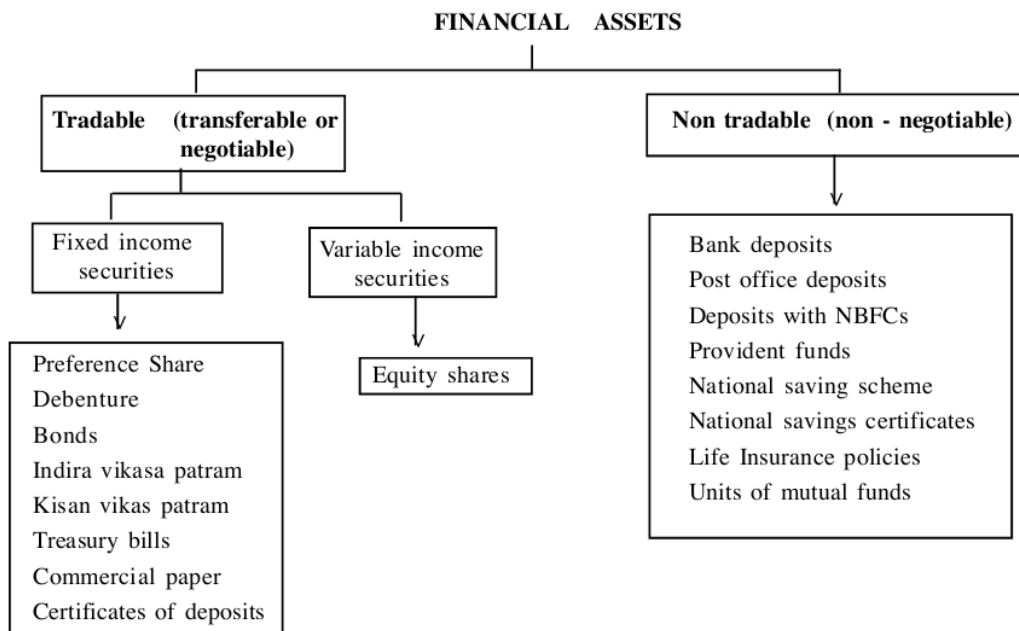 FINANCIAL ASSETS
Tradable (transferable or
negotiable)
Non tradable (non - negotiable)
Fixed income
securities
Variable income
securities
Preference Share
Debenture
Bonds
Indira vikasa patram
Kisan vikas patram
Treasury bills
Commercial paper
Certificates of deposits
Equity shares
Bank deposits
Post office deposits
Deposits with NBFCs
Provident funds
National saving scheme
National savings certificates
Life Insurance policies
Units of mutual funds